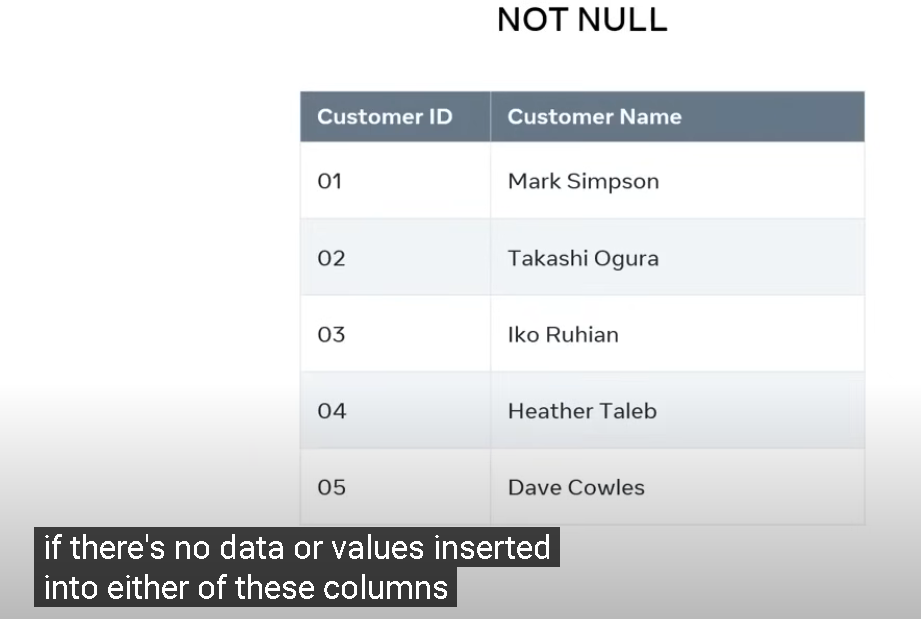 NOT NULL
Customer ID Customer Name
01 Mark Simpson
02 Takashi Ogura
03 Iko Ruhian
04 Heather Taleb
05 Dave Cowles
if there's no data or values inserted
into either of these columns